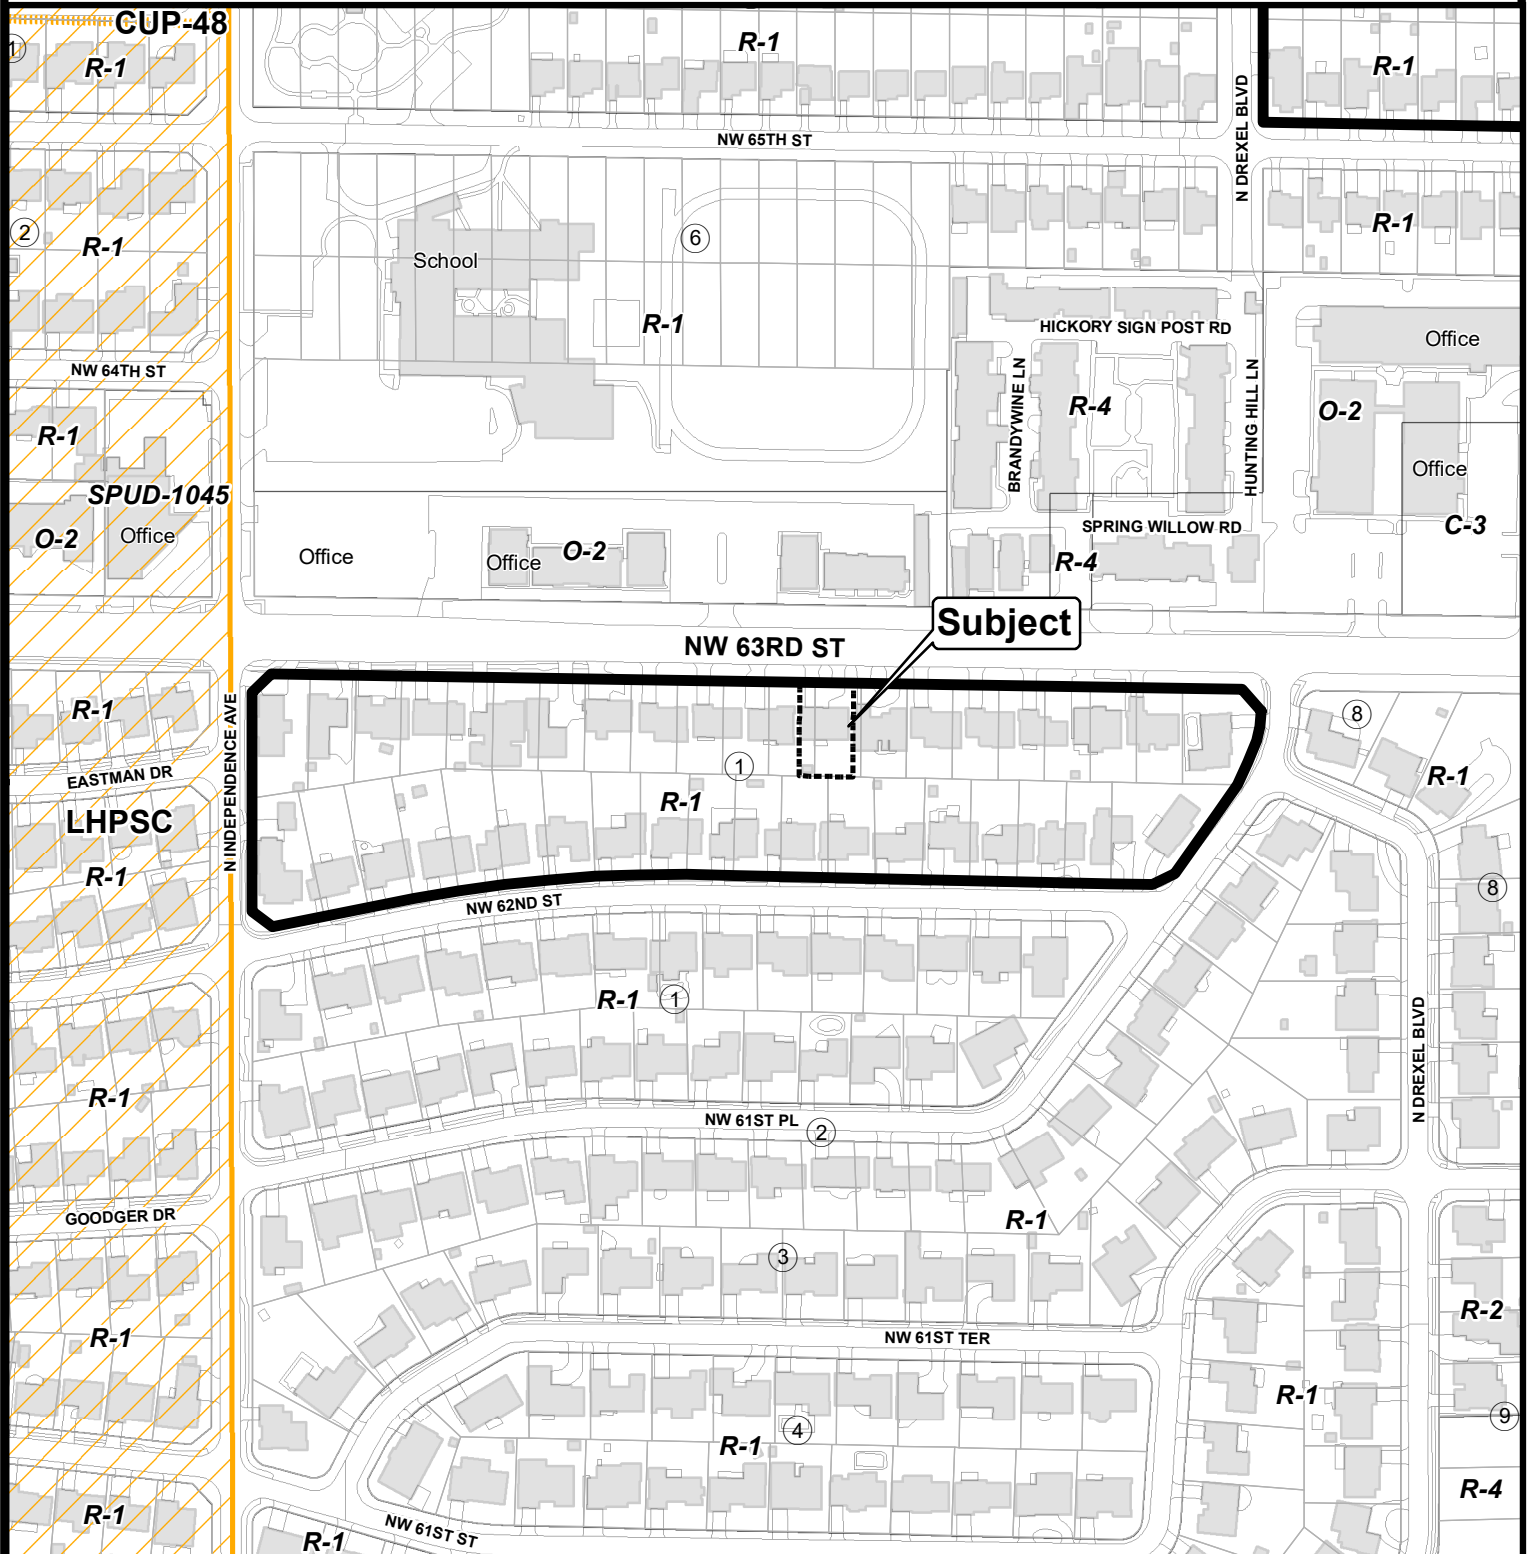 CUP-48
1
R-1
R-1
R-1
N DREXEL BLVD
NW 65TH ST
2
R-1
School
6
R-1
R-1
HICKORY SIGN POST RD
Office
NW 64TH ST
BRANDYWINE LN
R-4
HUNTING HILL LN
O-2
R-1
Office
SPUD-1045
O-2
Office
Office
Office
O-2
SPRING WILLOW RD
C-3
R-4
Subject
NW 63RD ST
R-1
N INDEPENDENCE AVE
8
EASTMAN DR
1
R-1
R-1
LHPSC
R-1
8
NW 62ND ST
R-1
1
N DREXEL BLVD
R-1
NW 61ST PL
2
GOODGER DR
R-1
3
R-1
R-2
NW 61ST TER
R-1
4
9
R-1
R-4
R-1
NW 61ST ST
R-1